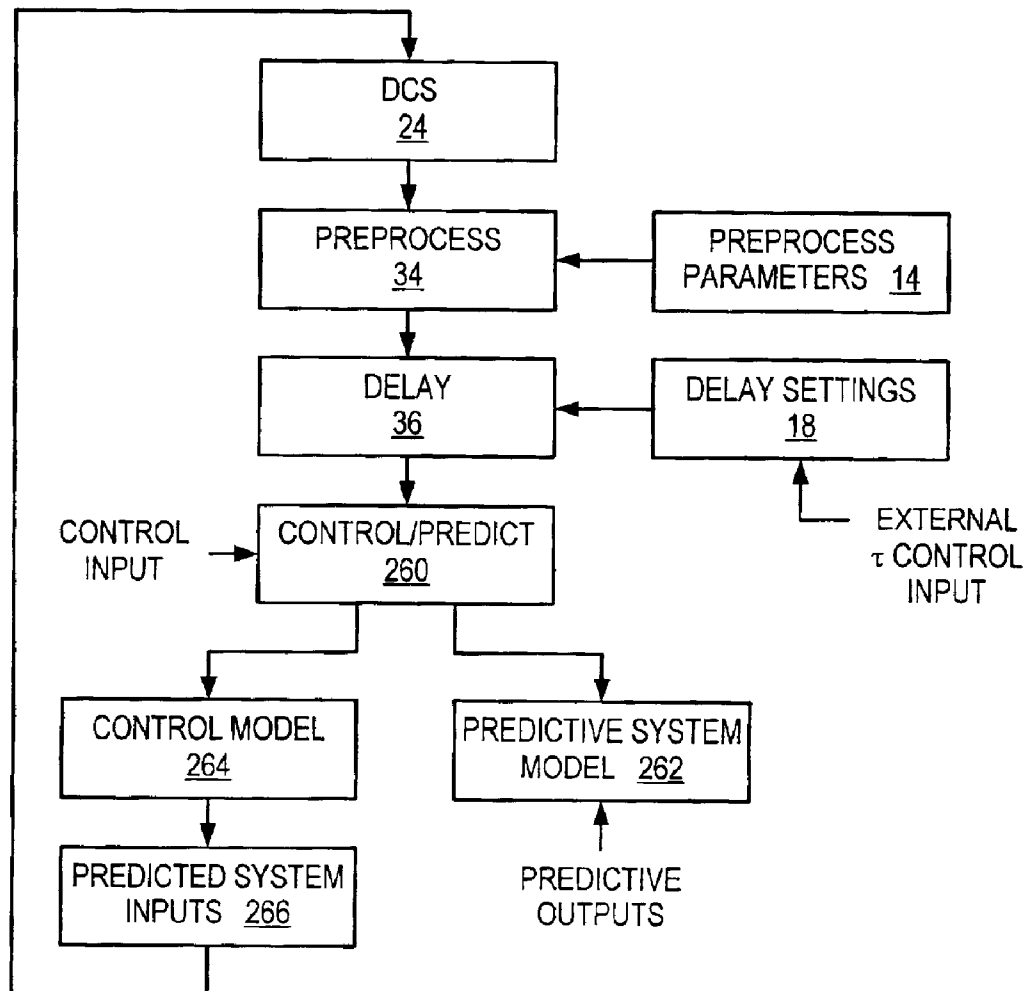 DCS
24
PREPROCESS
34
PREPROCESS
PARAMETERS 14
DELAY
36
DELAY SETTINGS
18
CONTROL
INPUT
CONTROL/PREDICT
260
EXTERNAL
τ CONTROL
INPUT
CONTROL MODEL
264
PREDICTIVE SYSTEM
MODEL 262
PREDICTED SYSTEM
INPUTS 266
PREDICTIVE
OUTPUTS